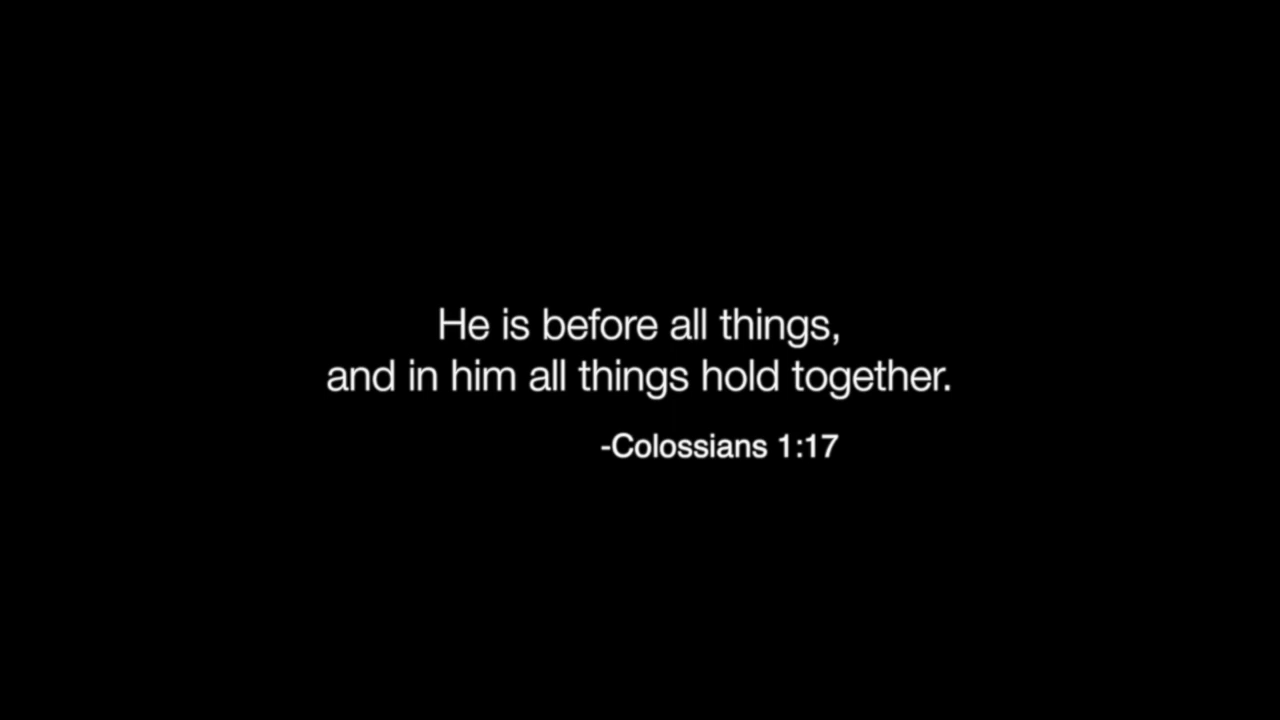 He is before all things,
and in him all things hold together.
-Colossians 1:17